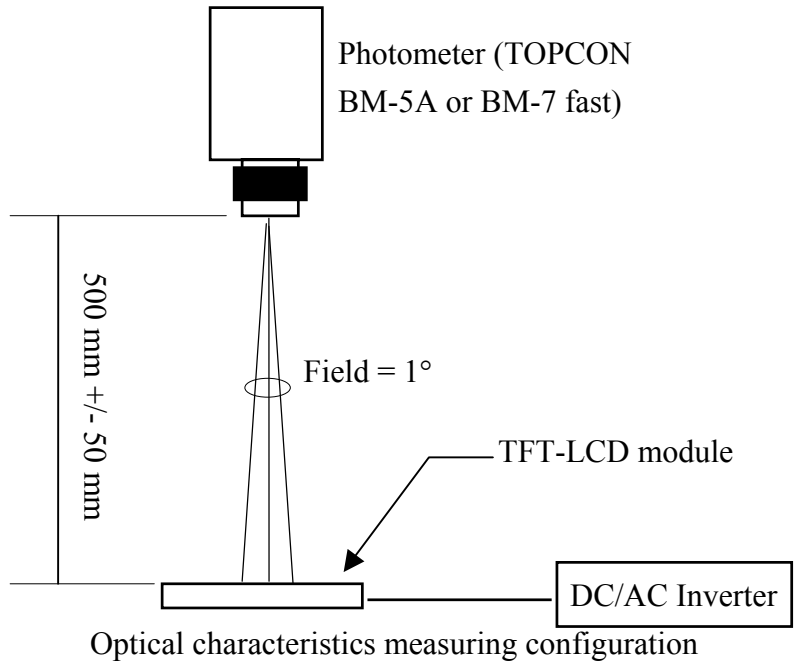 Photometer (TOPCON
BM-5A or BM-7 fast)
500 mm +/- 50 mm
Field = 1°
TFT-LCD module
DC/AC Inverter
Optical characteristics measuring configuration